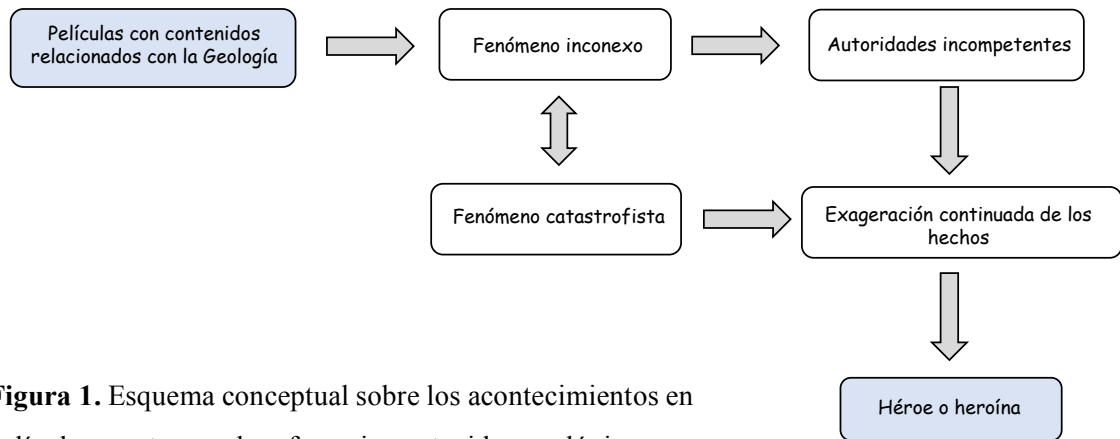 Películas con contenidos
relacionados con la Geología
Fenómeno inconexo
Autoridades incompetentes
Fenómeno catastrofista
Exageración continuada de los
hechos
Héroe o heroína
Figura 1. Esquema conceptual sobre los acontecimientos en